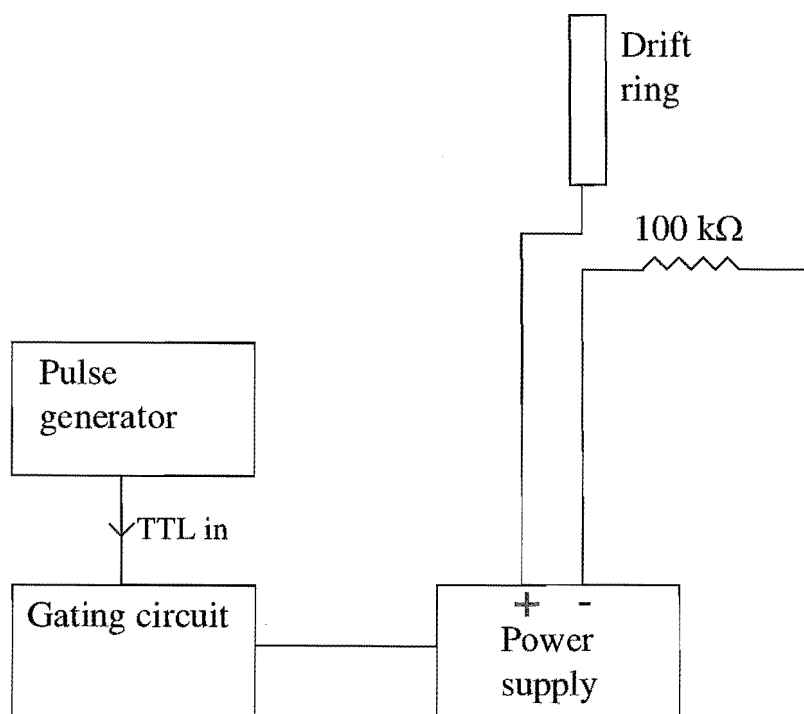 Drift
ring
100 kΩ
Pulse
generator
TTL in
Gating circuit
+ -
Power
supply